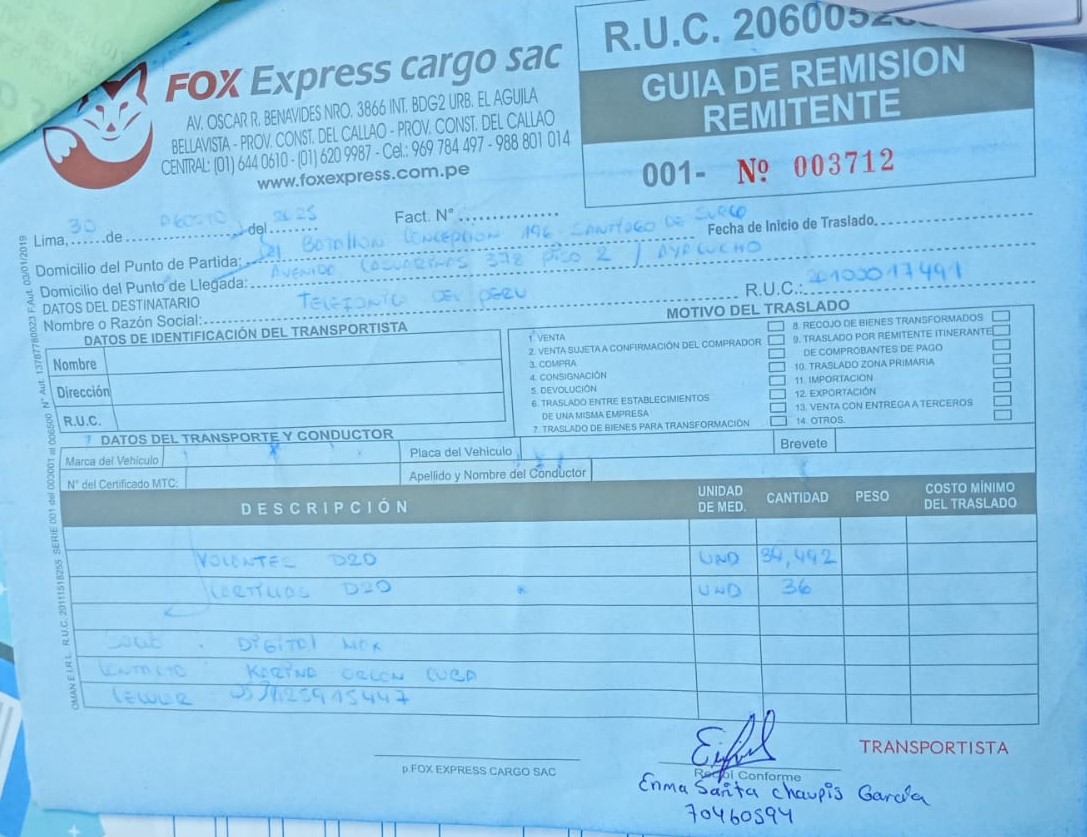 FOX Express cargo sac
AV. OSCAR R. BENAVIDES NRO. 3866 INT. BDG2 URB. EL AGUILA
BELLAVISTA - PROV. CONST. DEL CALLAO - PROV. CONST. DEL CALLAO
CENTRAL: (01) 644 0610 - (01) 620 9987 - Cel.: 969 784 497 - 988 801 014
www.foxexpress.com.pe
R.U.C.
GUIA DE REMISION
REMITENTE
001- Nº 003712
Lima, 30 de AGOSTO del 2025 Fact. N°
Domicilio del Punto de Partida: BATALLON CONCEPCION 196 SANTIAGO DE SURCO Fecha de Inicio de Traslado
Domicilio del Punto de Llegada: AVENIDA 378 PISO 2 / AYACUCHO
DATOS DEL DESTINATARIO R.U.C.: 20100017491
Nombre o Razón Social: TELEFONICA DEL PERU
DATOS DE IDENTIFICACIÓN DEL TRANSPORTISTA
Nombre
Dirección
R.U.C.
MOTIVO DEL TRASLADO
1. VENTA
2. VENTA SUJETA A CONFIRMACIÓN DEL COMPRADOR
3. COMPRA
4. CONSIGNACIÓN
5. DEVOLUCIÓN
6. TRASLADO ENTRE ESTABLECIMIENTOS
DE UNA MISMA EMPRESA
7. TRASLADO DE BIENES PARA TRANSFORMACIÓN
8. RECOJO DE BIENES TRANSFORMADOS
9. TRASLADO POR REMITENTE ITINERANTE
DE COMPROBANTES DE PAGO
10. TRASLADO ZONA PRIMARIA
11. IMPORTACIÓN
12. EXPORTACIÓN
13. VENTA CON ENTREGA A TERCEROS
14. OTROS.
DATOS DEL TRANSPORTE Y CONDUCTOR
Marca del Vehículo Placa del Vehículo Brevete
N° del Certificado MTC: Apellido y Nombre del Conductor
DESCRIPCIÓN UNIDAD DE MED. CANTIDAD PESO COSTO MÍNIMO DEL TRASLADO
VOLANTES D2D UND 34,492
CARTILLAS D2D UND 36
DIGITAL MCK
CONTACTO KARINA CUBA
CELULAR
p.FOX EXPRESS CARGO SAC
Recibí Conforme
TRANSPORTISTA
Enma Sarita Chaupis García
70460594